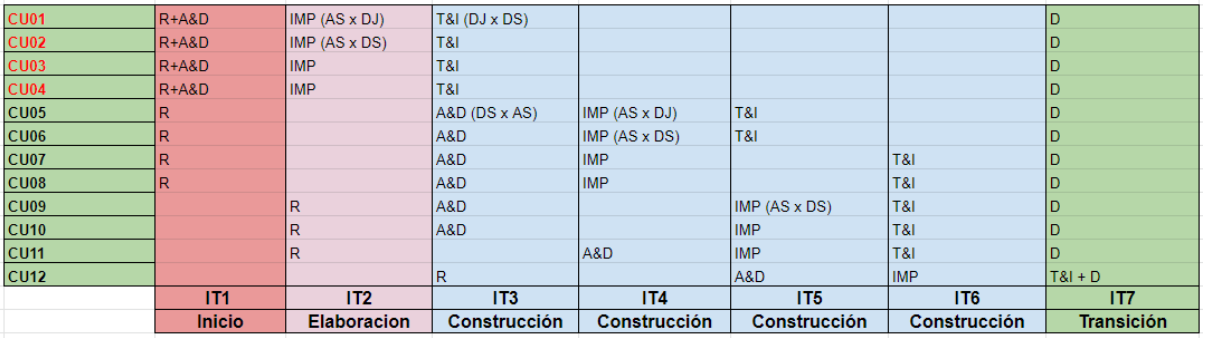 CU01 R+A&D IMP (AS x DJ) T&I (DJ x DS) D
CU02 R+A&D IMP (AS x DS) T&I D
CU03 R+A&D IMP T&I D
CU04 R+A&D IMP T&I D
CU05 R A&D (DS x AS) IMP (AS x DJ) T&I D
CU06 R A&D IMP (AS x DS) T&I D
CU07 R A&D IMP T&I D
CU08 R A&D IMP T&I D
CU09 R A&D IMP (AS x DS) T&I D
CU10 R A&D IMP T&I D
CU11 R A&D IMP T&I D
CU12 R A&D IMP T&I + D
IT1 IT2 IT3 IT4 IT5 IT6 IT7
Inicio Elaboracion Construcción Construcción Construcción Construcción Transición